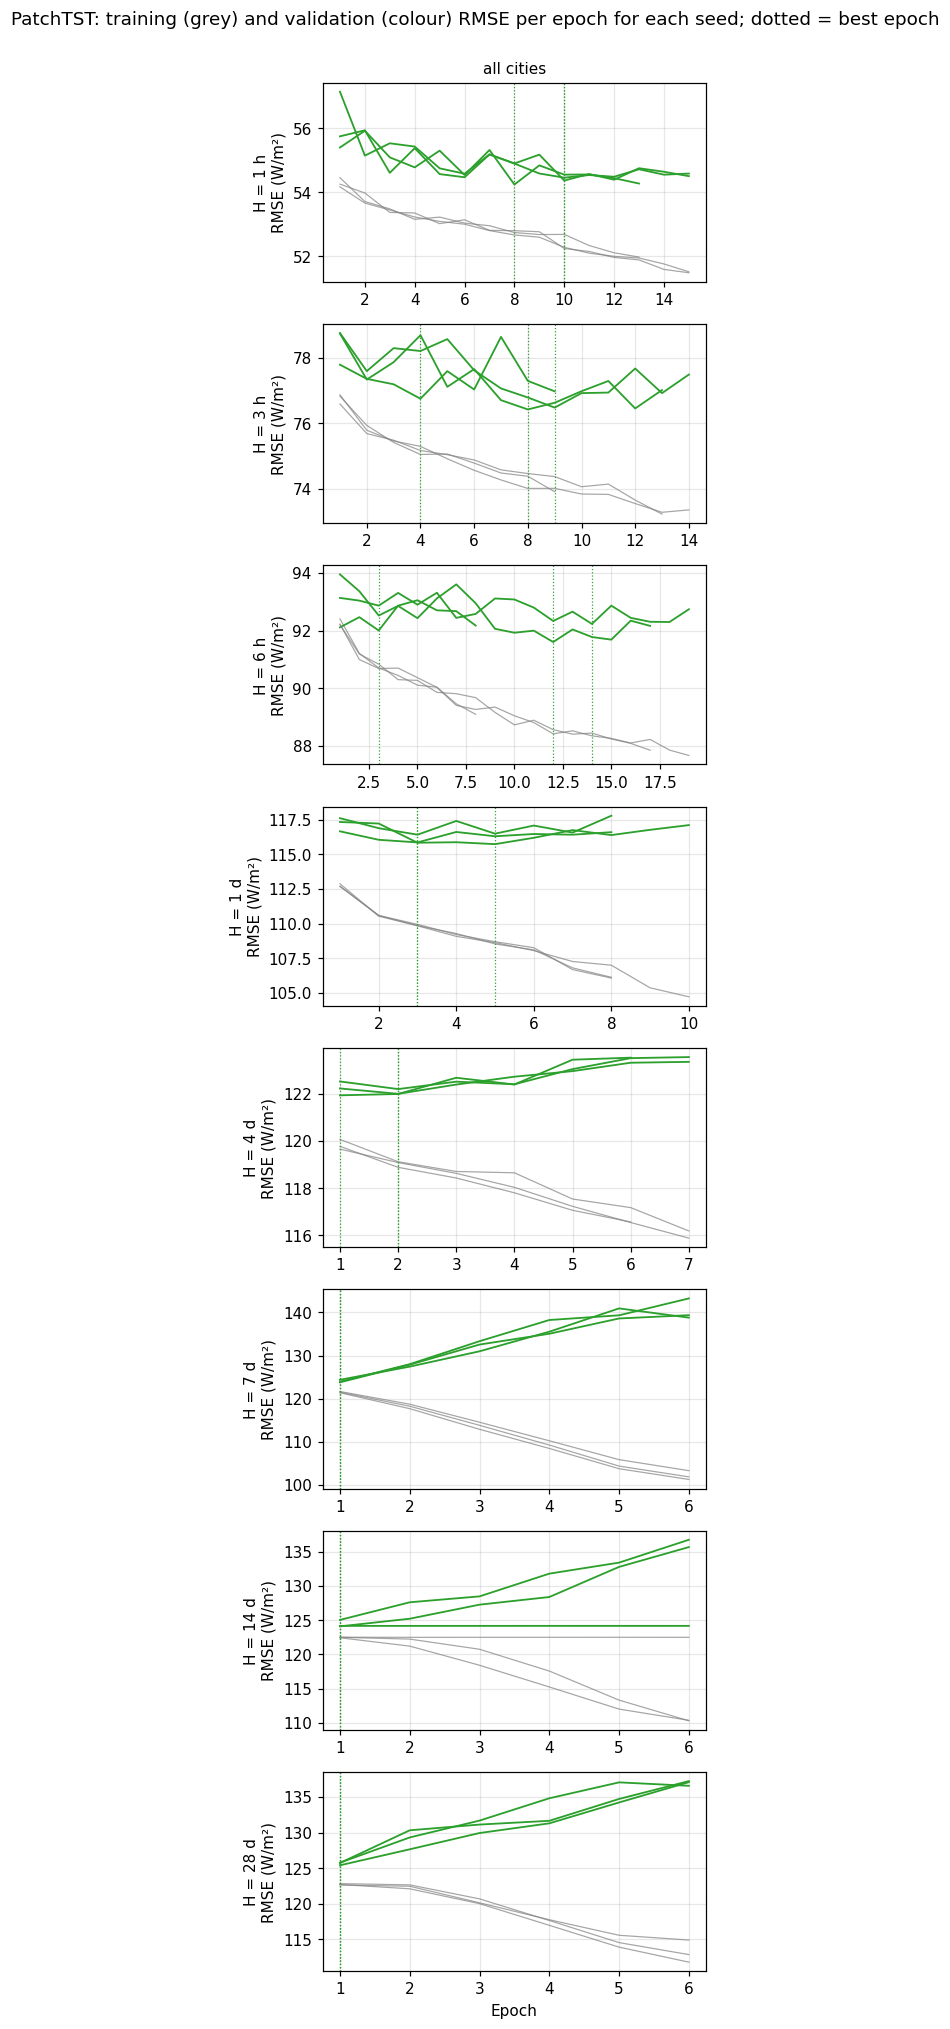 PatchTST: training (grey) and validation (colour) RMSE per epoch for each seed; dotted = best epoch
all cities
H = 1 h
RMSE (W/m²)
56
54
52
2 4 6 8 10 12 14
H = 3 h
RMSE (W/m²)
78
76
74
2 4 6 8 10 12 14
H = 6 h
RMSE (W/m²)
94
92
90
88
2.5 5.0 7.5 10.0 12.5 15.0 17.5
H = 1 d
RMSE (W/m²)
117.5
115.0
112.5
110.0
107.5
105.0
2 4 6 8 10
H = 4 d
RMSE (W/m²)
122
120
118
116
1 2 3 4 5 6 7
H = 7 d
RMSE (W/m²)
140
130
120
110
100
1 2 3 4 5 6
H = 14 d
RMSE (W/m²)
135
130
125
120
115
110
1 2 3 4 5 6
H = 28 d
RMSE (W/m²)
135
130
125
120
115
1 2 3 4 5 6
Epoch